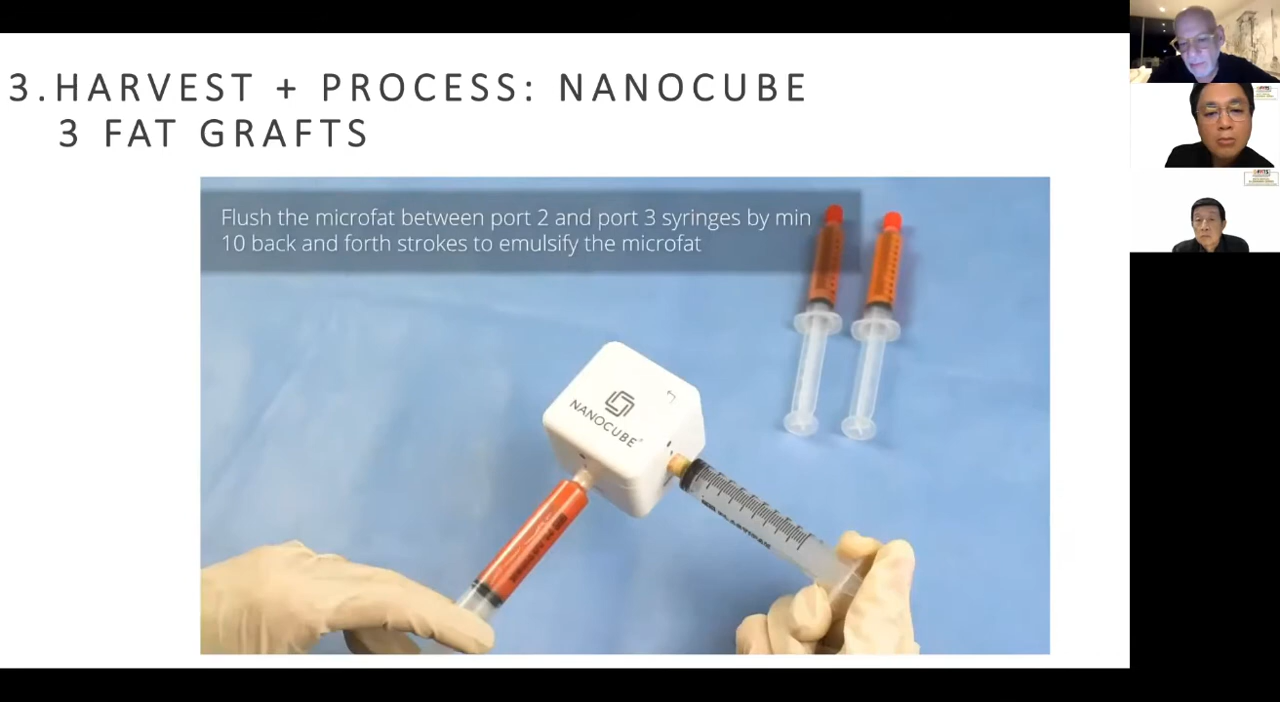 3.HARVEST + PROCESS: NANOCUBE
3 FAT GRAFTS
Flush the microfat between port 2 and port 3 syringes by min
10 back and forth strokes to emulsify the microfat
NANOCUBE